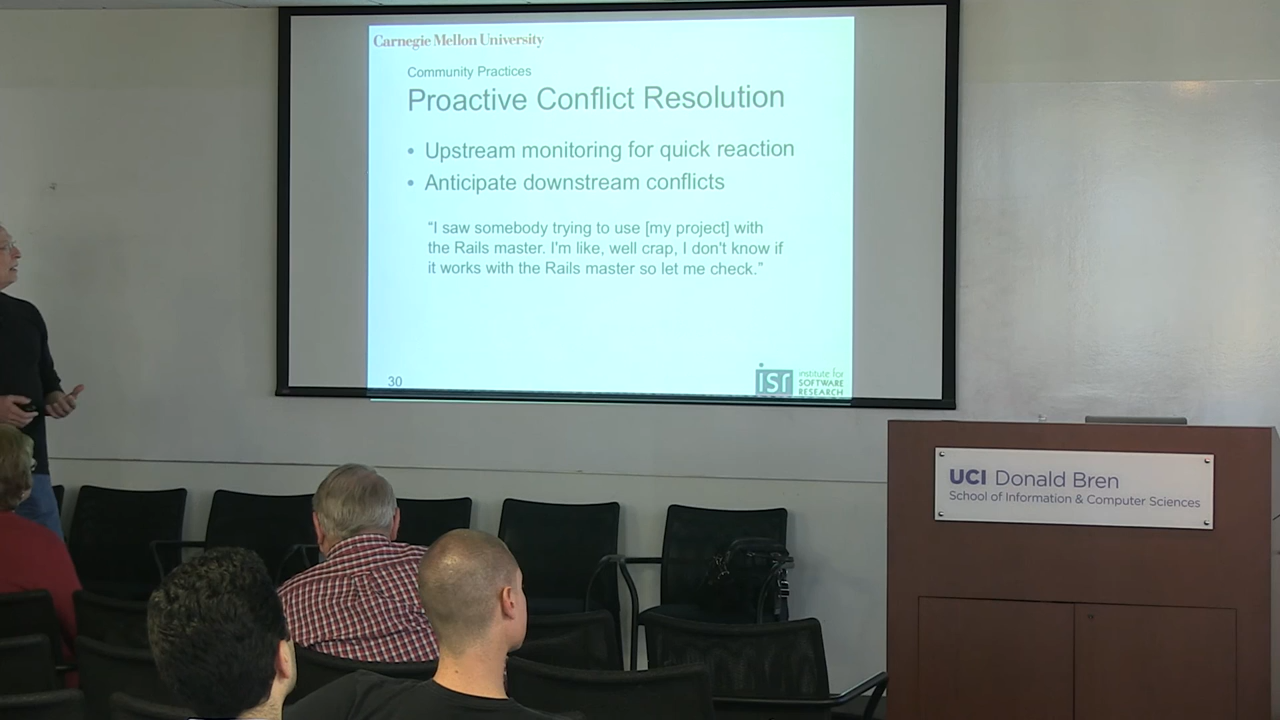 Carnegie Mellon University
Community Practices
Proactive Conflict Resolution
• Upstream monitoring for quick reaction
• Anticipate downstream conflicts
“I saw somebody trying to use [my project] with
the Rails master. I'm like, well crap, I don't know if
it works with the Rails master so let me check.”
30
isr institute for
SOFTWARE
RESEARCH
UCI Donald Bren
School of Information & Computer Sciences